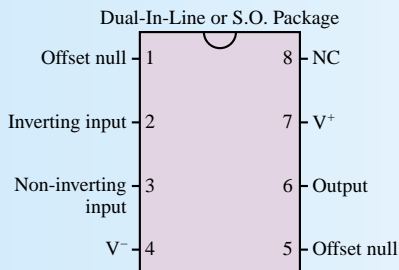 Dual-In-Line or S.O. Package
Offset null 1 8 NC
Inverting input 2 7 V⁺
Non-inverting
input 3 6 Output
V⁻ 4 5 Offset null